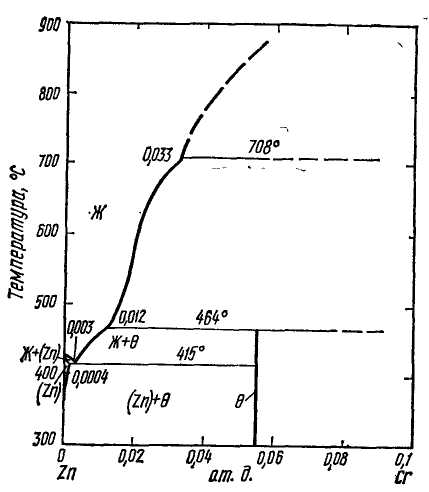 900
800
700
600
500
400
300
Температура, °С
0,033
708°
Ж
0,003
0,012
464°
Ж+θ
Ж+(Zn)
415°
(Zn)
0,0004
(Zn)+θ
θ
0
0,02
0,04
0,06
0,08
0,1
Zn
ат. д.
Cr